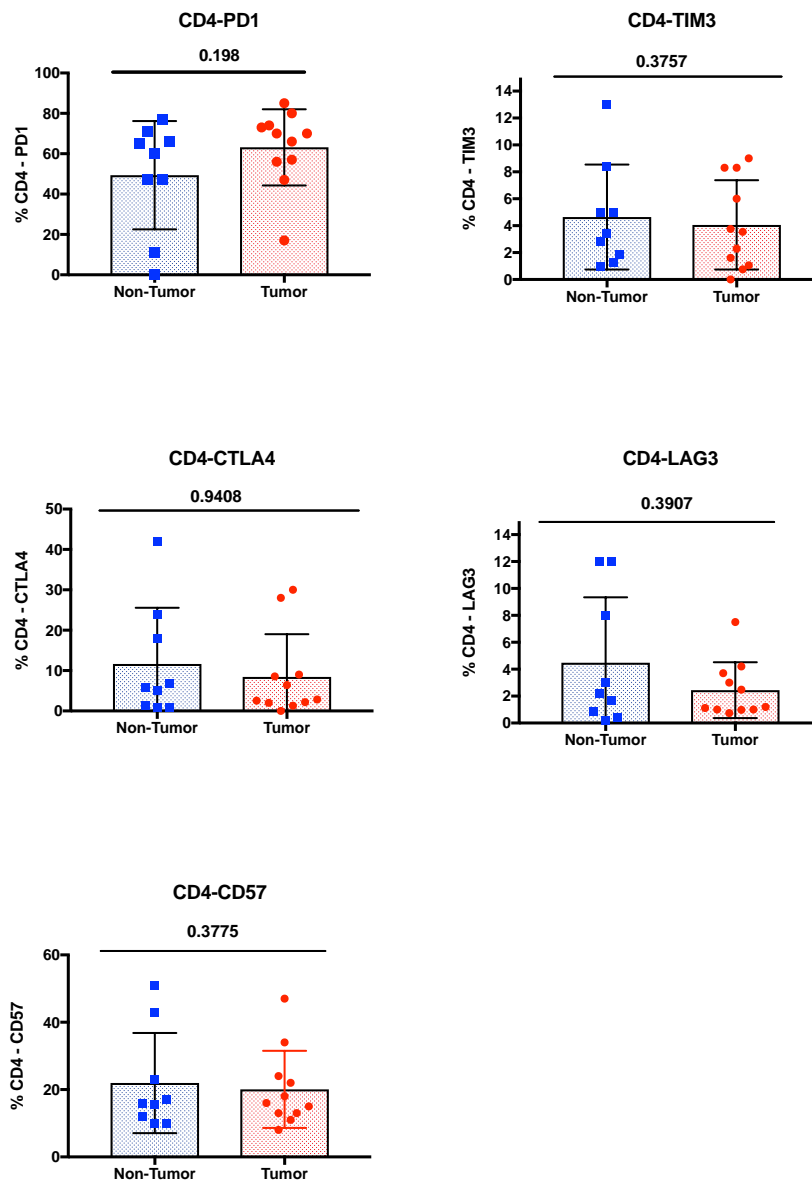 CD4-PD1
0.198
% CD4 - PD1
100
80
60
40
20
0
Non-Tumor
Tumor
CD4-TIM3
0.3757
% CD4 - TIM3
14
12
10
8
6
4
2
0
Non-Tumor
Tumor
CD4-CTLA4
0.9408
% CD4 - CTLA4
50
40
30
20
10
0
Non-Tumor
Tumor
CD4-LAG3
0.3907
% CD4 - LAG3
14
12
10
8
6
4
2
0
Non-Tumor
Tumor
CD4-CD57
0.3775
% CD4 - CD57
60
40
20
0
Non-Tumor
Tumor